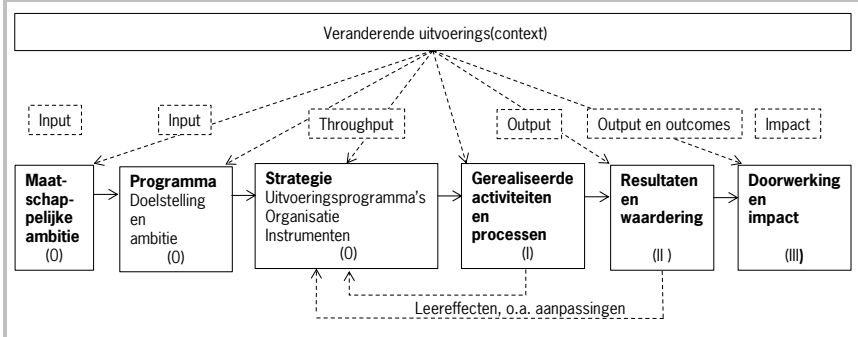 Veranderende uitvoerings(context)
Input
Input
Throughput
Output
Output en outcomes
Impact
Maat-
schap-
pelijke
ambitie
(0)
Programma
Doelstelling
en
ambitie
(0)
Strategie
Uitvoeringsprogramma's
Organisatie
Instrumenten
(0)
Gerealiseerde
activiteiten
en
processen
(I)
Resultaten
en
waardering
(II )
Doorwerking
en
impact
(III)
Leereffecten, o.a. aanpassingen